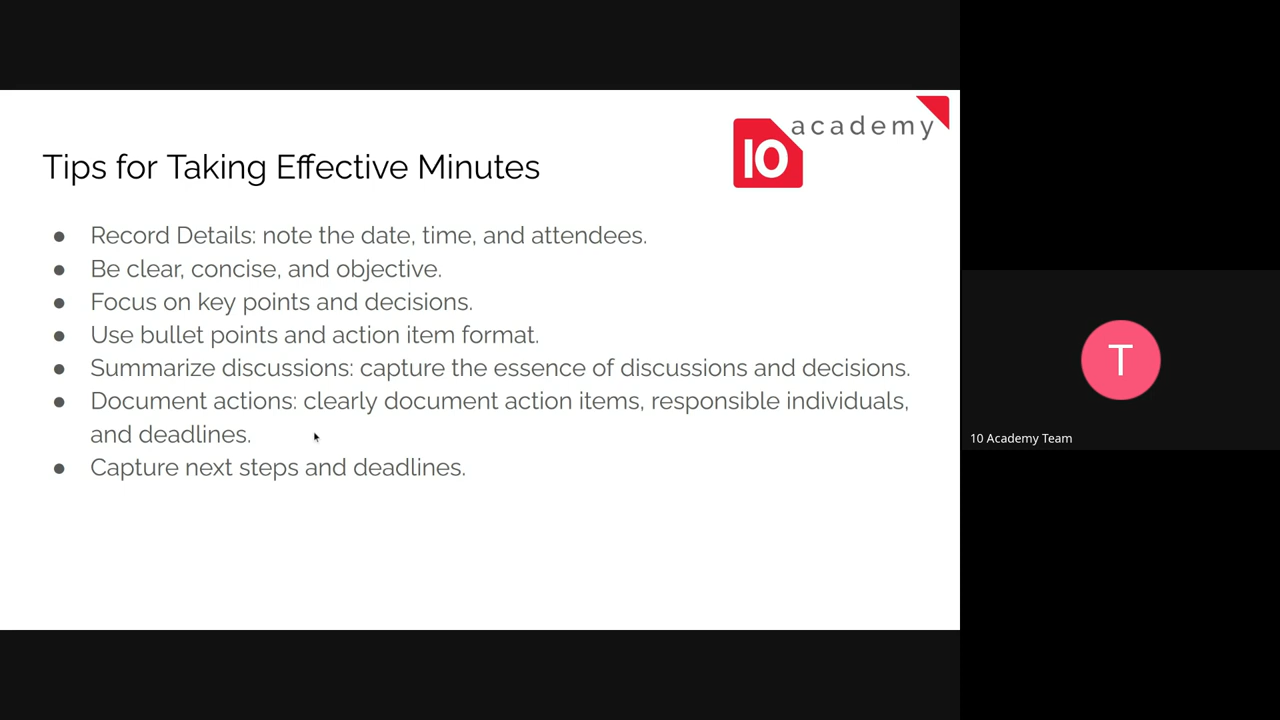 academy
10
Tips for Taking Effective Minutes
● Record Details: note the date, time, and attendees.
● Be clear, concise, and objective.
● Focus on key points and decisions.
● Use bullet points and action item format.
● Summarize discussions: capture the essence of discussions and decisions.
● Document actions: clearly document action items, responsible individuals,
and deadlines.
● Capture next steps and deadlines.
T
10 Academy Team